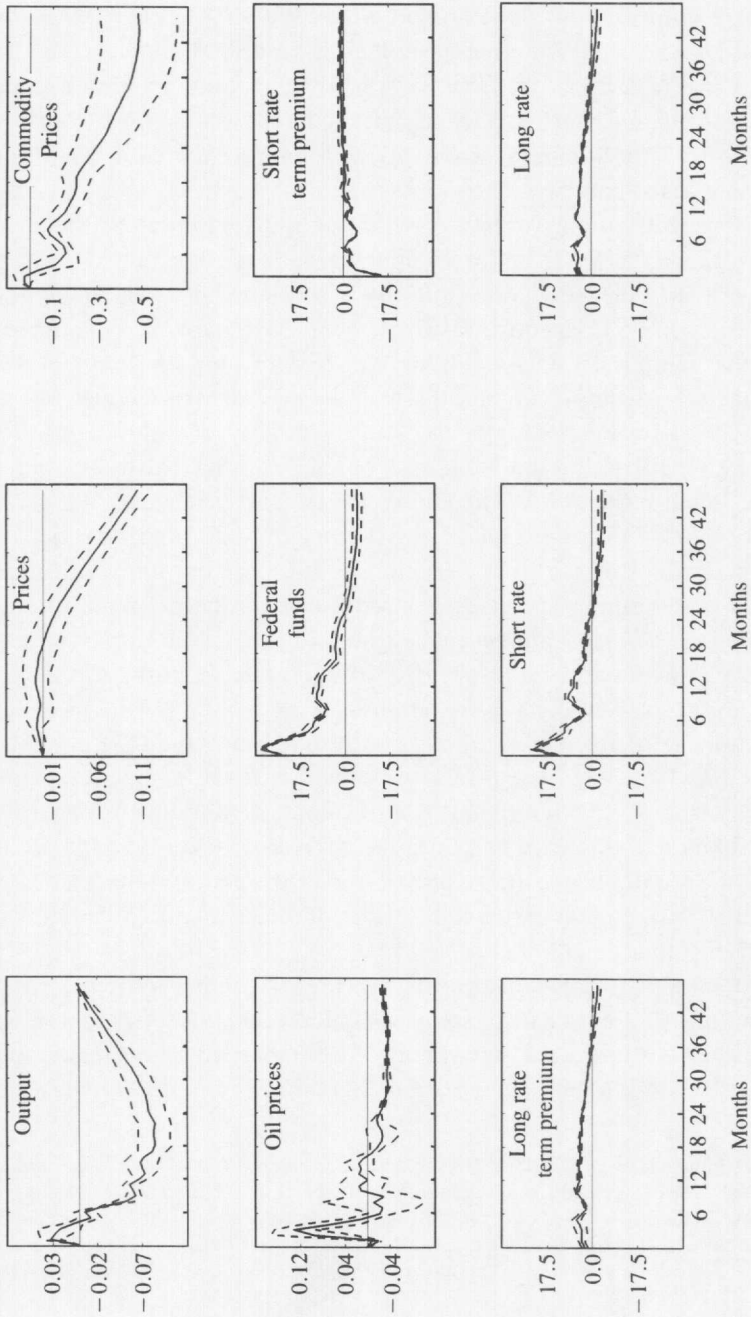 Output
0.03
− 0.02
− 0.07
Prices
− 0.01
− 0.06
− 0.11
Commodity
Prices
− 0.1
− 0.3
− 0.5
Oil prices
0.12
0.04
− 0.04
Federal
funds
17.5
0.0
− 17.5
Short rate
term premium
17.5
0.0
− 17.5
Long rate
term premium
17.5
0.0
− 17.5
6 12 18 24 30 36 42
Months
Short rate
17.5
0.0
− 17.5
6 12 18 24 30 36 42
Months
Long rate
17.5
0.0
− 17.5
6 12 18 24 30 36 42
Months